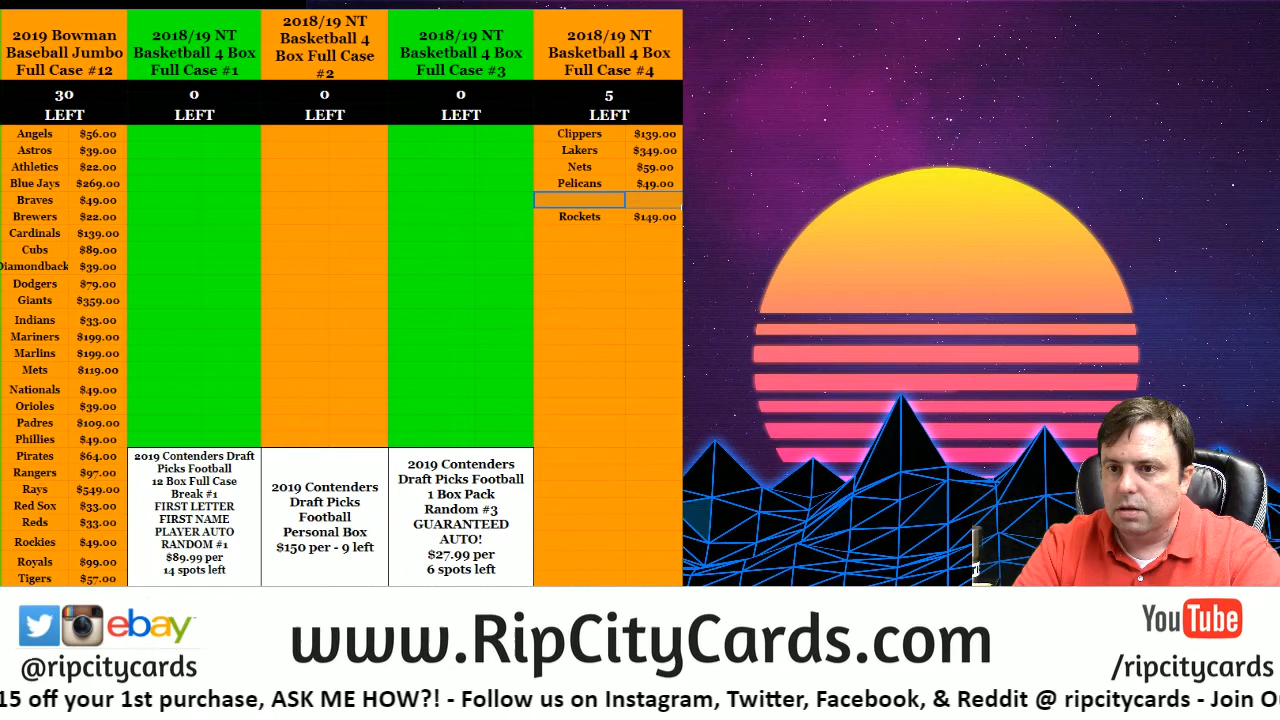 2019 Bowman
Baseball Jumbo
Full Case #12
2018/19 NT
Basketball 4 Box
Full Case #1
2018/19 NT
Basketball 4
Box Full Case
#2
2018/19 NT
Basketball 4 Box
Full Case #3
2018/19 NT
Basketball 4 Box
Full Case #4
30
LEFT
0
LEFT
0
LEFT
0
LEFT
5
LEFT
Angels $56.00
Astros $39.00
Athletics $22.00
Blue Jays $269.00
Braves $49.00
Brewers $22.00
Cardinals $139.00
Cubs $89.00
Diamondback $39.00
Dodgers $79.00
Giants $359.00
Indians $33.00
Mariners $199.00
Marlins $199.00
Mets $119.00
Nationals $49.00
Orioles $39.00
Padres $109.00
Phillies $49.00
Pirates $64.00
Rangers $97.00
Rays $549.00
Red Sox $33.00
Reds $33.00
Rockies $49.00
Royals $99.00
Tigers $57.00
Clippers $139.00
Lakers $349.00
Nets $59.00
Pelicans $49.00
Rockets $149.00
2019 Contenders Draft
Picks Football
12 Box Full Case
Break #1
FIRST LETTER
FIRST NAME
PLAYER AUTO
RANDOM #1
$89.99 per
14 spots left
2019 Contenders
Draft Picks
Football
Personal Box
$150 per - 9 left
2019 Contenders
Draft Picks Football
1 Box Pack
Random #3
GUARANTEED
AUTO!
$27.99 per
6 spots left
ebay
@ripcitycards
www.RipCityCards.com
YouTube
/ripcitycards
15 off your 1st purchase, ASK ME HOW?! - Follow us on Instagram, Twitter, Facebook, & Reddit @ ripcitycards - Join O